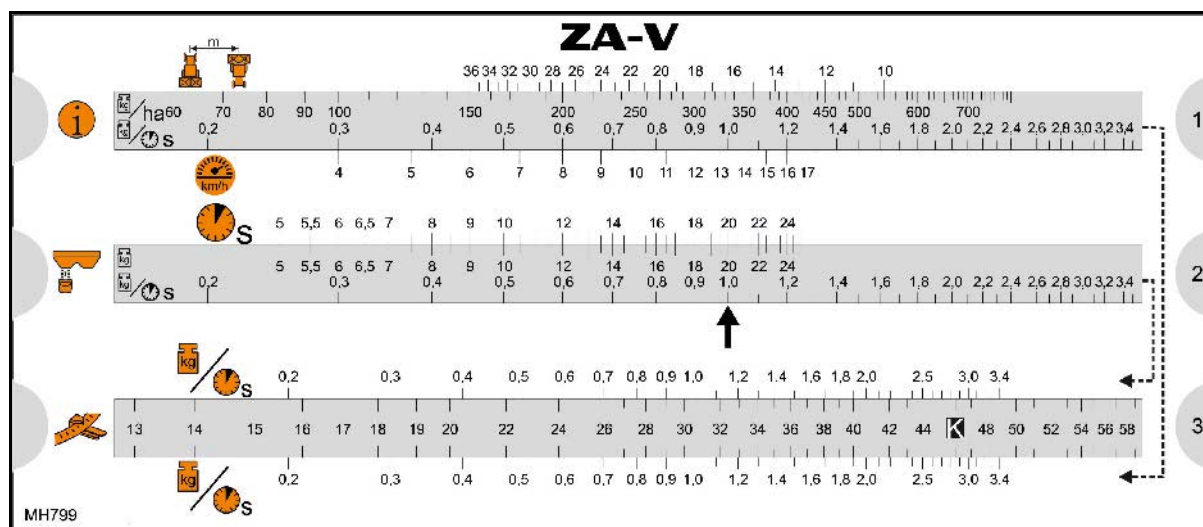 ZA-V
m
36 34 32 30 28 26 24 22 20 18 16 14 12 10
i
kg/ha 60 70 80 90 100 150 200 250 300 350 400 450 500 600 700
1
kg/S 0,2 0,3 0,4 0,5 0,6 0,7 0,8 0,9 1,0 1,2 1,4 1,6 1,8 2,0 2,2 2,4 2,6 2,8 3,0 3,2 3,4
km/h 4 5 6 7 8 9 10 11 12 13 14 15 16 17
S 5 5,5 6 6,5 7 8 9 10 12 14 16 18 20 22 24
kg 5 5,5 6 6,5 7 8 9 10 12 14 16 18 20 22 24
2
kg/S 0,2 0,3 0,4 0,5 0,6 0,7 0,8 0,9 1,0 1,2 1,4 1,6 1,8 2,0 2,2 2,4 2,6 2,8 3,0 3,2 3,4
kg/S 0,2 0,3 0,4 0,5 0,6 0,7 0,8 0,9 1,0 1,2 1.4 1,6 1,8 2,0 2.5 3,0 3.4
13 14 15 16 17 18 19 20 22 24 26 28 30 32 34 36 38 40 42 44 K 48 50 52 54 56 58
3
kg/S 0,2 0,3 0,4 0,5 0,6 0,7 0,8 0,9 1,0 1,2 1.4 1,6 1,8 2,0 2.5 3,0 3.4
MH799